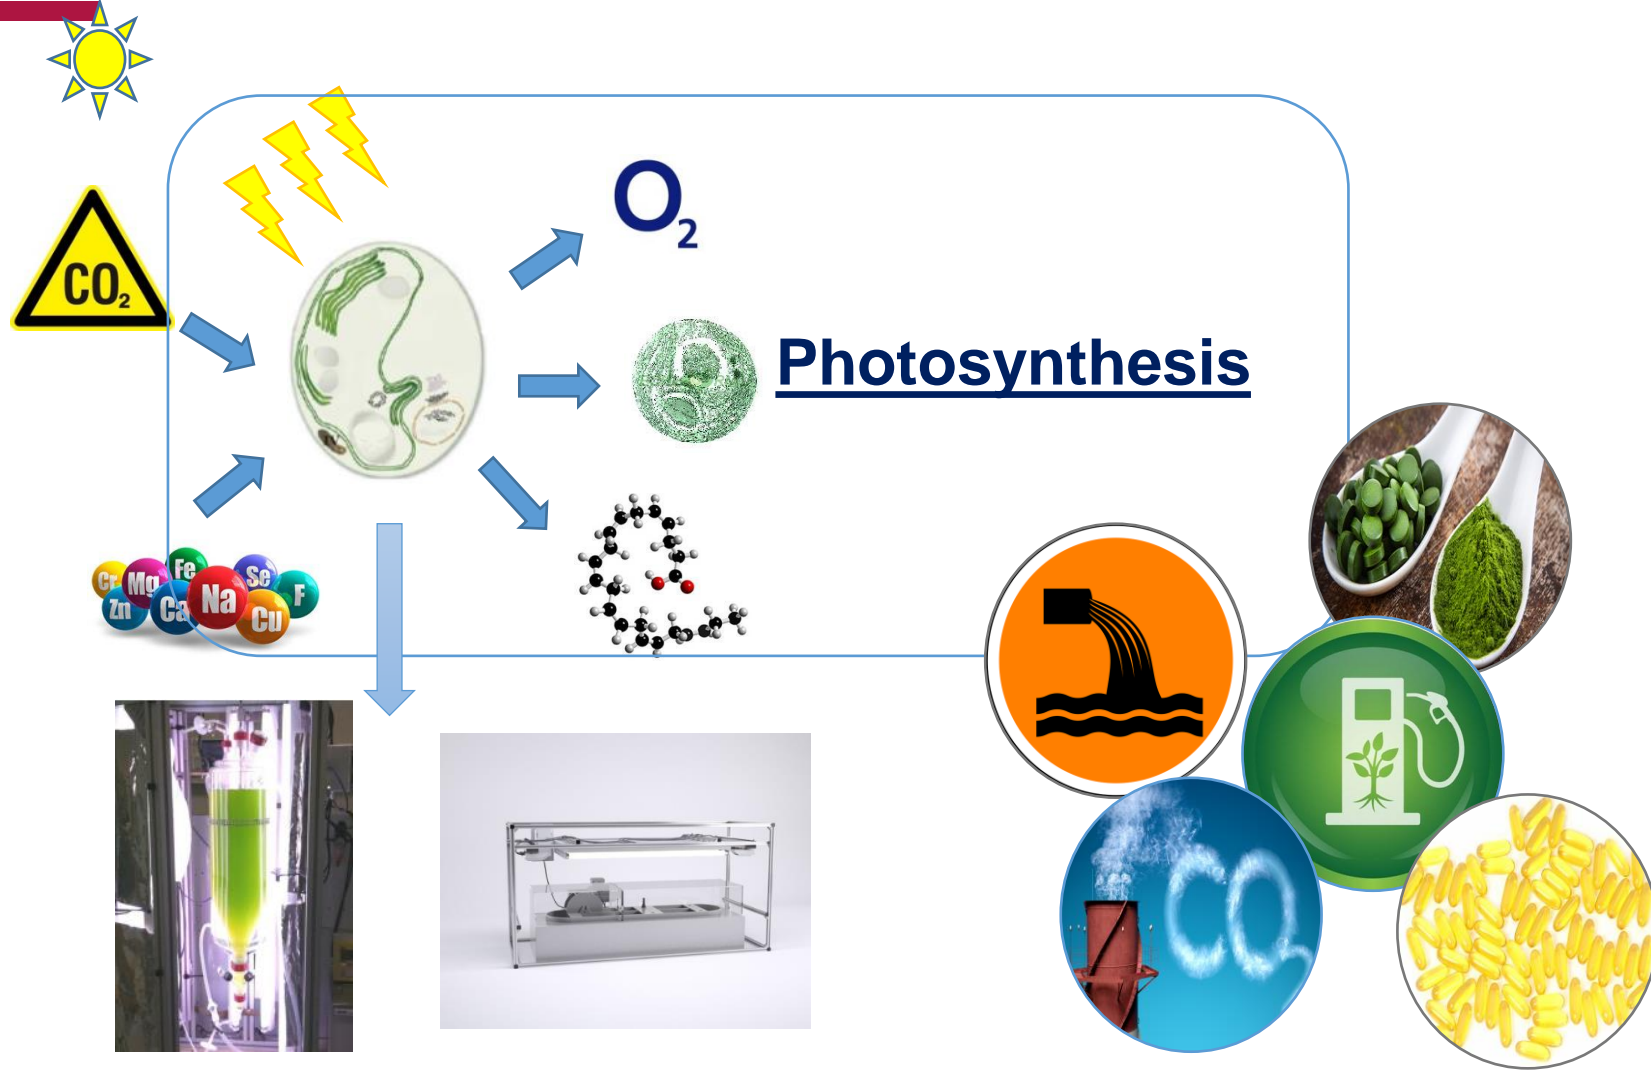 CO₂
O₂
Photosynthesis
Cr
Mg
Fe
Se
F
Zn
Ca
Na
Cu
CO₂